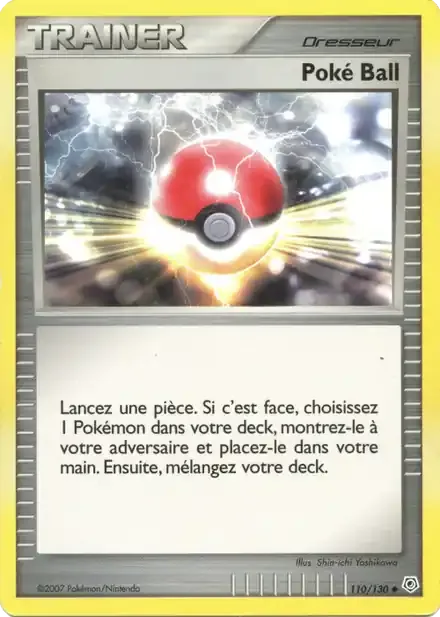 TRAINER
Dresseur
Poké Ball
Lancez une pièce. Si c'est face, choisissez
1 Pokémon dans votre deck, montrez-le à
votre adversaire et placez-le dans votre
main. Ensuite, mélangez votre deck.
Illus Shin-ichi Yoshikawa
©2007 Pokémon/Nintendo
110/130